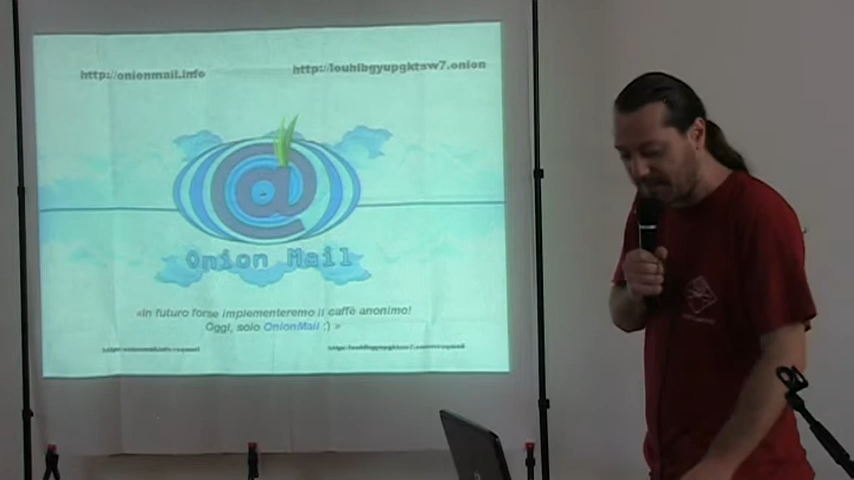 http://onionmail.info
http://louhlbgyupgktsw7.onion
@
Onion Mail
«In futuro forse implementeremo il caffè anonimo!
Oggi, solo OnionMail :) »